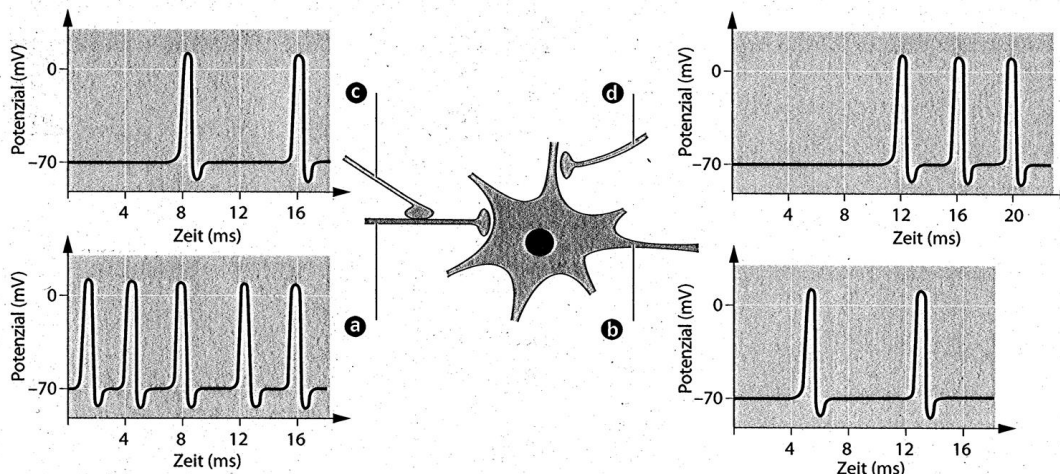 Potenzial (mV)
0
-70
4 8 12 16
Zeit (ms)
c
d
Potenzial (mV)
0
-70
4 8 12 16 20
Zeit (ms)
Potenzial (mV)
0
-70
4 8 12 16
Zeit (ms)
a
b
Potenzial (mV)
0
-70
4 8 12 16
Zeit (ms)